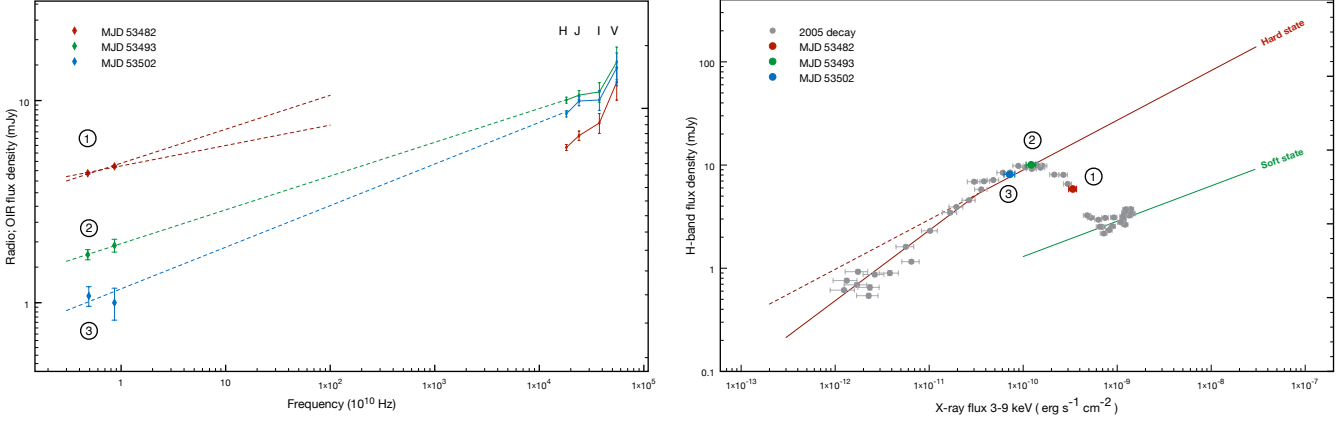 MJD 53482
MJD 53493
MJD 53502
H J I V
10
1
1
2
3
Radio; OIR flux density (mJy)
1 10 1×10² 1×10³ 1×10⁴ 1×10⁵
Frequency (10¹⁰ Hz)
2005 decay
MJD 53482
MJD 53493
MJD 53502
Hard state
Soft state
100
10
1
0.1
2
1
3
H-band flux density (mJy)
1×10-13 1×10-12 1×10-11 1×10-10 1×10-9 1×10-8 1×10-7
X-ray flux 3-9 keV ( erg s⁻¹ cm⁻² )